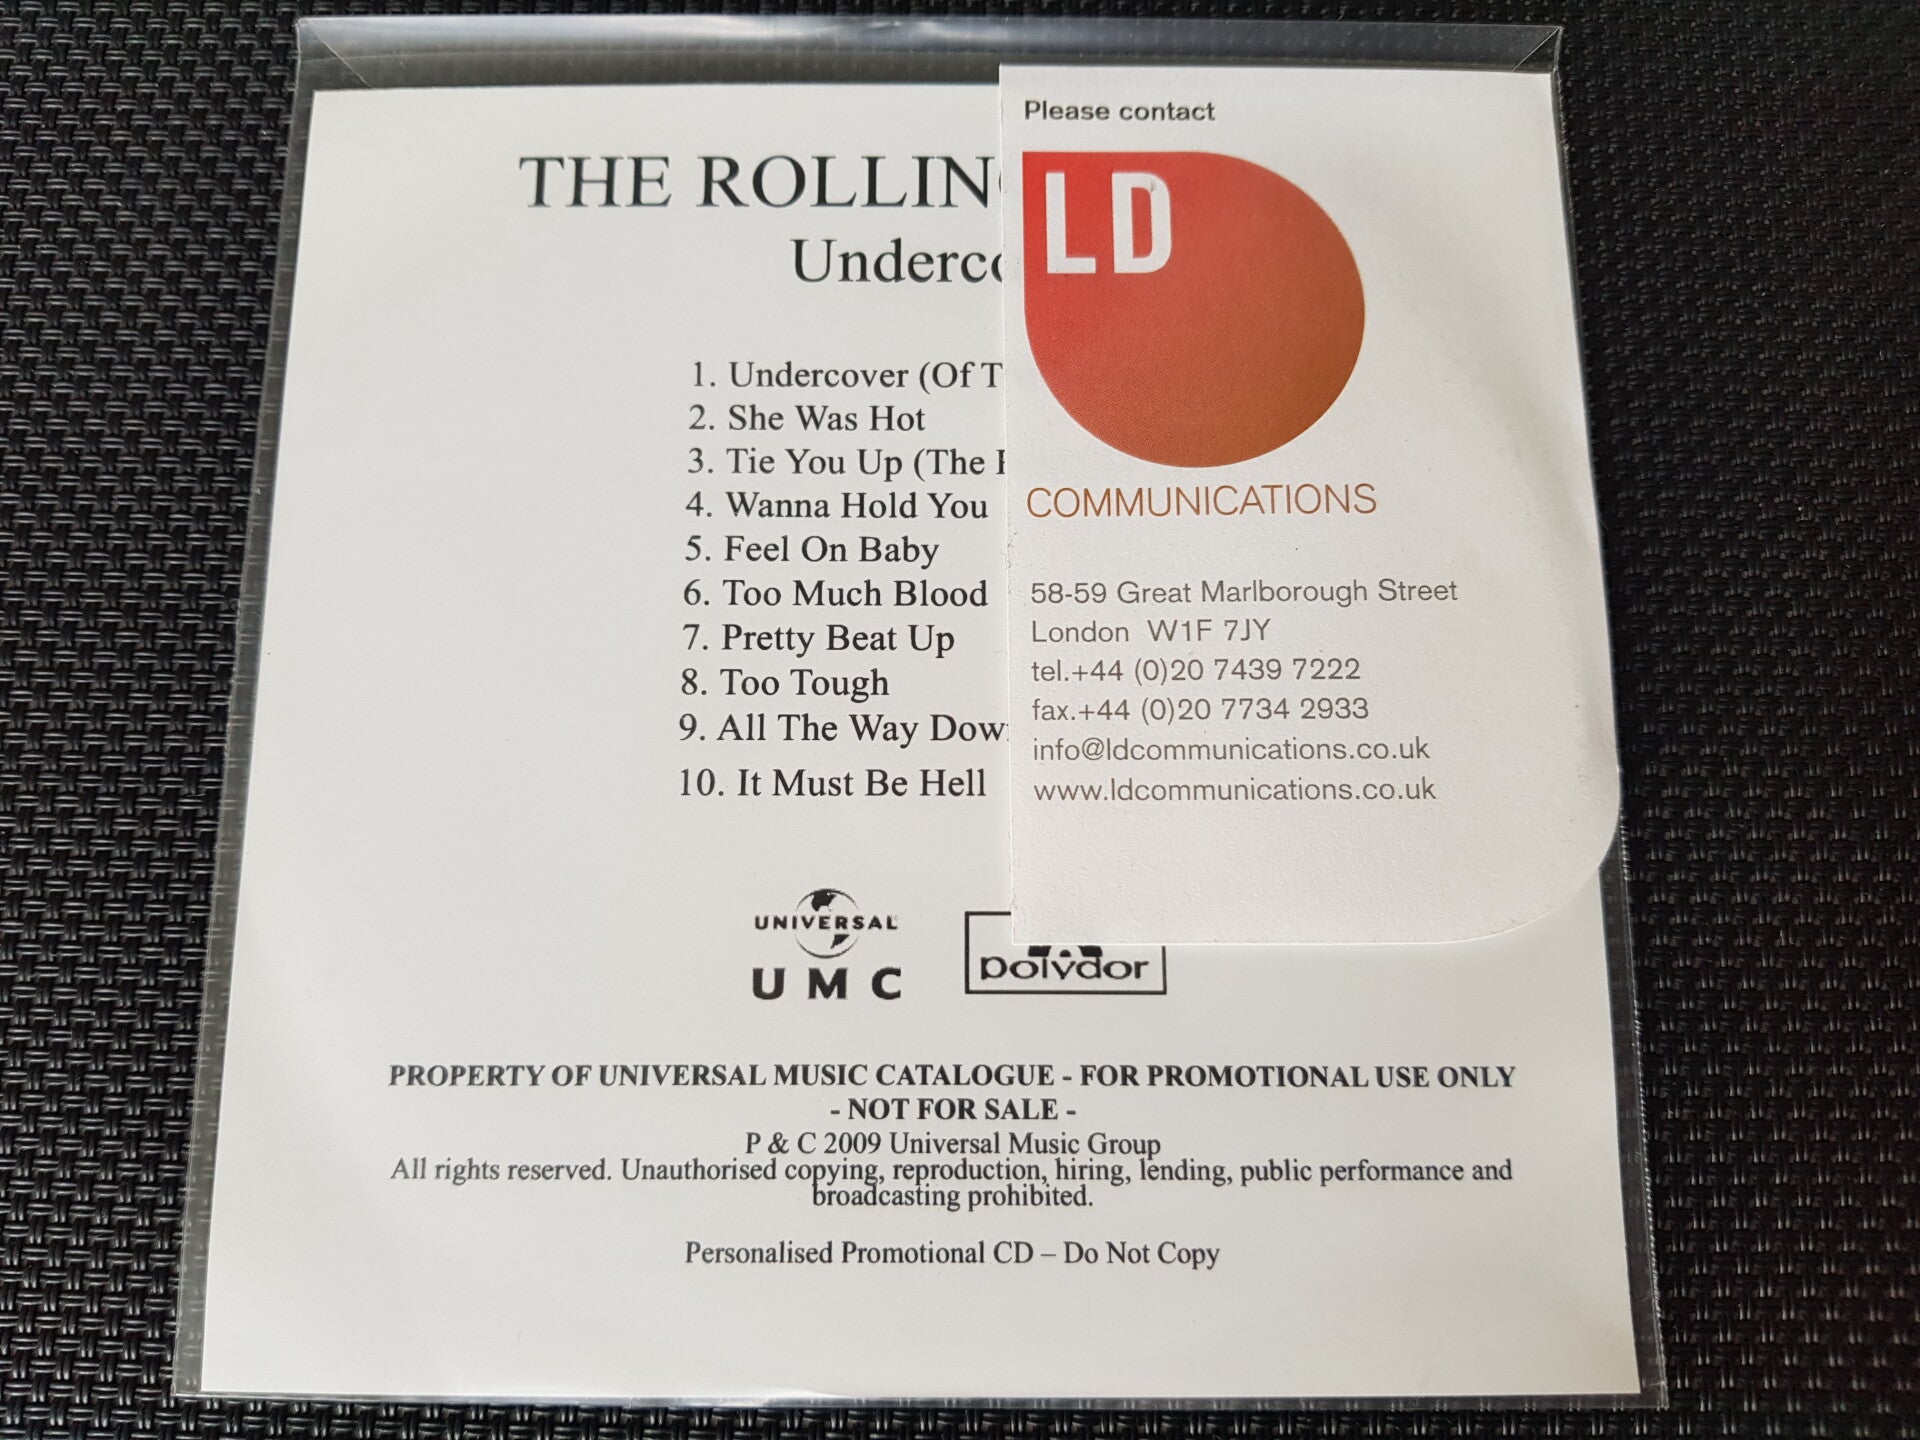 Please contact
LD
COMMUNICATIONS
58-59 Great Marlborough Street
London W1F 7JY
tel.+44 (0)20 7439 7222
fax.+44 (0)20 7734 2933
info@ldcommunications.co.uk
www.ldcommunications.co.uk
THE ROLLIN
Underco
1. Undercover (Of T
2. She Was Hot
3. Tie You Up (The
4. Wanna Hold You
5. Feel On Baby
6. Too Much Blood
7. Pretty Beat Up
8. Too Tough
9. All The Way Dow
10. It Must Be Hell
UNIVERSAL
UMC
polydor
PROPERTY OF UNIVERSAL MUSIC CATALOGUE - FOR PROMOTIONAL USE ONLY
- NOT FOR SALE -
P & C 2009 Universal Music Group
All rights reserved. Unauthorised copying, reproduction, hiring, lending, public performance and
broadcasting prohibited.
Personalised Promotional CD – Do Not Copy